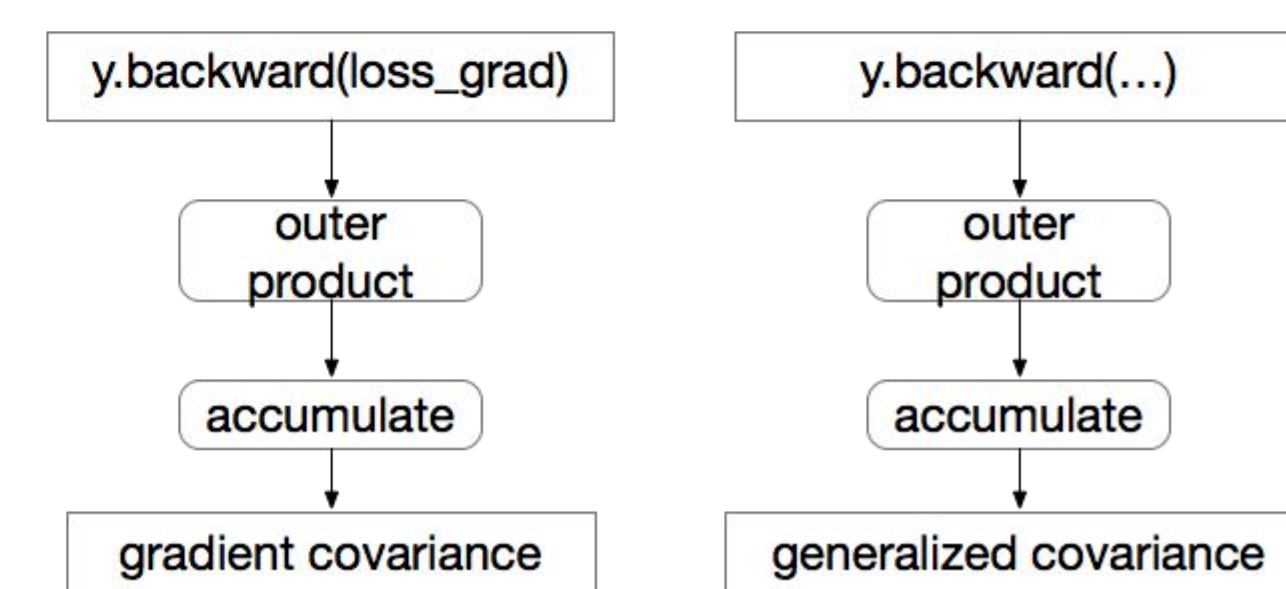 y.backward(loss_grad)
outer
product
accumulate
gradient covariance
y.backward(…)
outer
product
accumulate
generalized covariance